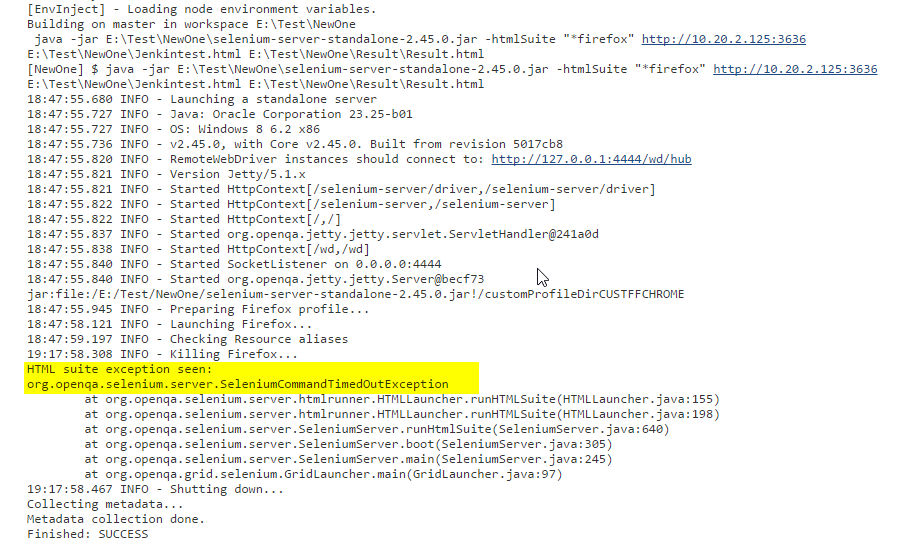 [EnvInject] - Loading node environment variables.
Building on master in workspace E:\Test\NewOne
java -jar E:\Test\NewOne\selenium-server-standalone-2.45.0.jar -htmlSuite "*firefox" http://10.20.2.125:3636
E:\Test\NewOne\Jenkintest.html E:\Test\NewOne\Result\Result.html
[NewOne] $ java -jar E:\Test\NewOne\selenium-server-standalone-2.45.0.jar -htmlSuite "*firefox" http://10.20.2.125:3636
E:\Test\NewOne\Jenkintest.html E:\Test\NewOne\Result\Result.html
18:47:55.680 INFO - Launching a standalone server
18:47:55.727 INFO - Java: Oracle Corporation 23.25-b01
18:47:55.727 INFO - OS: Windows 8 6.2 x86
18:47:55.736 INFO - v2.45.0, with Core v2.45.0. Built from revision 5017cb8
18:47:55.820 INFO - RemoteWebDriver instances should connect to: http://127.0.0.1:4444/wd/hub
18:47:55.821 INFO - Version Jetty/5.1.x
18:47:55.821 INFO - Started HttpContext[/selenium-server/driver,/selenium-server/driver]
18:47:55.822 INFO - Started HttpContext[/selenium-server,/selenium-server]
18:47:55.822 INFO - Started HttpContext[/,/]
18:47:55.837 INFO - Started org.openqa.jetty.jetty.servlet.ServletHandler@241a0d
18:47:55.838 INFO - Started HttpContext[/wd,/wd]
18:47:55.840 INFO - Started SocketListener on 0.0.0.0:4444
18:47:55.840 INFO - Started org.openqa.jetty.jetty.Server@becf73
jar:file:/E:/Test/NewOne/selenium-server-standalone-2.45.0.jar!/customProfileDirCUSTFFCHROME
18:47:55.945 INFO - Preparing Firefox profile...
18:47:58.121 INFO - Launching Firefox...
18:47:59.197 INFO - Checking Resource aliases
19:17:58.308 INFO - Killing Firefox...
HTML suite exception seen:
org.openqa.selenium.server.SeleniumCommandTimedOutException
at org.openqa.selenium.server.htmlrunner.HTMLLauncher.runHTMLSuite(HTMLLauncher.java:155)
at org.openqa.selenium.server.htmlrunner.HTMLLauncher.runHTMLSuite(HTMLLauncher.java:198)
at org.openqa.selenium.server.SeleniumServer.runHtmlSuite(SeleniumServer.java:640)
at org.openqa.selenium.server.SeleniumServer.boot(SeleniumServer.java:305)
at org.openqa.selenium.server.SeleniumServer.main(SeleniumServer.java:245)
at org.openqa.grid.selenium.GridLauncher.main(GridLauncher.java:97)
19:17:58.467 INFO - Shutting down...
Collecting metadata...
Metadata collection done.
Finished: SUCCESS